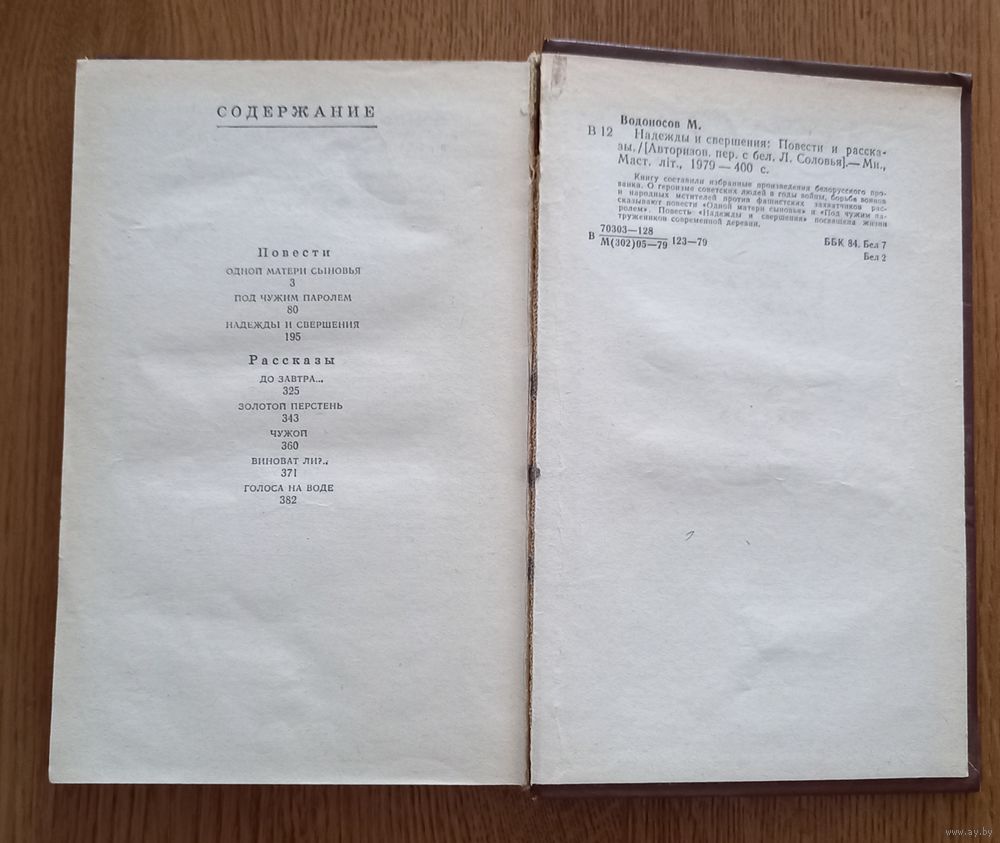 СОДЕРЖАНИЕ
Повести
ОДНОЙ МАТЕРИ СЫНОВЬЯ
3
ПОД ЧУЖИМ ПАРОЛЕМ
80
НАДЕЖДЫ И СВЕРШЕНИЯ
195
Рассказы
ДО ЗАВТРА...
325
ЗОЛОТОЙ ПЕРСТЕНЬ
343
ЧУЖОЙ
360
ВИНОВАТ ЛИ?..
371
ГОЛОСА НА ВОДЕ
382
Водоносов М.
В 12 Надежды и свершения: Повести и расска-
зы./[Авторизов. пер. с бел. Л. Соловья].—Мн.,
Маст. літ., 1979—400 с.
Книгу составили избранные произведения белорусского про-
заика. О героизме советских людей в годы войны, борьбе воинов
и народных мстителей против фашистских захватчиков рас-
сказывают повести «Одной матери сыновья» и «Под чужим па-
ролем». Повесть «Надежды и свершения» посвящена жизни
тружеников современной деревни.
В 70303—128
М(302)05—79 123—79
ББК 84. Бел 7
Бел 2
www.ay.by